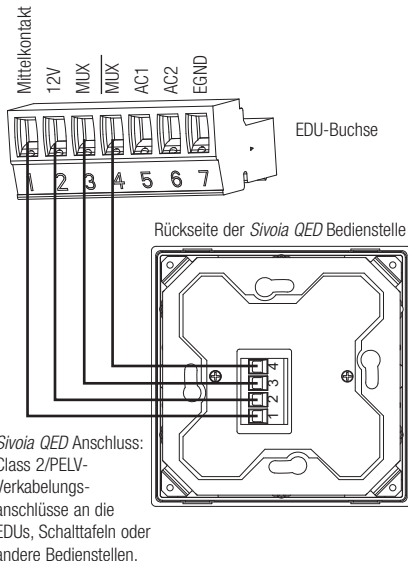 Mittelkontakt
12V
MUX
MUX
AC1
AC2
EGND
EDU-Buchse
1 2 3 4 5 6 7
Rückseite der Sivoia QED Bedienstelle
4
3
2
1
Sivoia QED Anschluss:
Class 2/PELV-
Verkabelungs-
anschlüsse an die
EDUs, Schalttafeln oder
andere Bedienstellen.